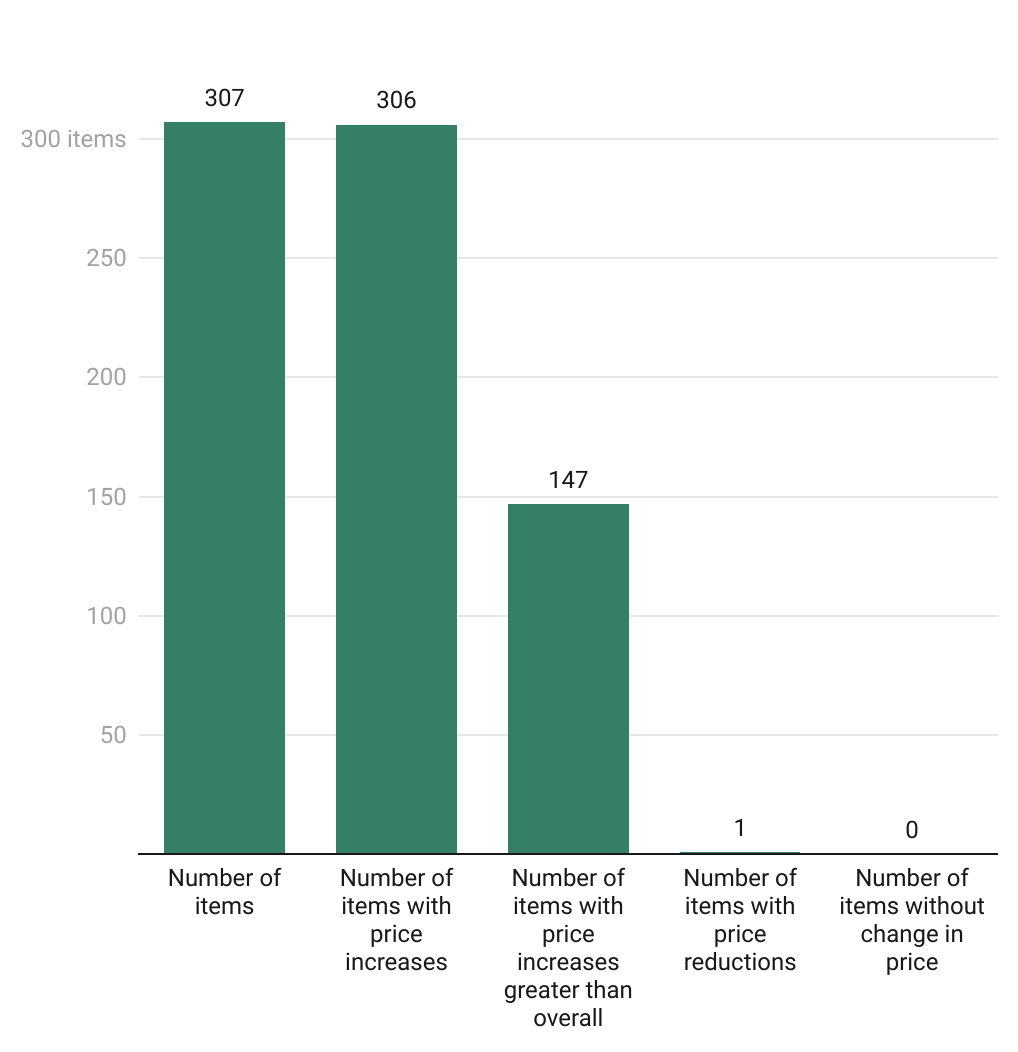 307
306
300 items
250
200
147
150
100
50
1
0
Number of
items
Number of
items with
price
increases
Number of
items with
price
increases
greater than
overall
Number of
items with
price
reductions
Number of
items without
change in
price